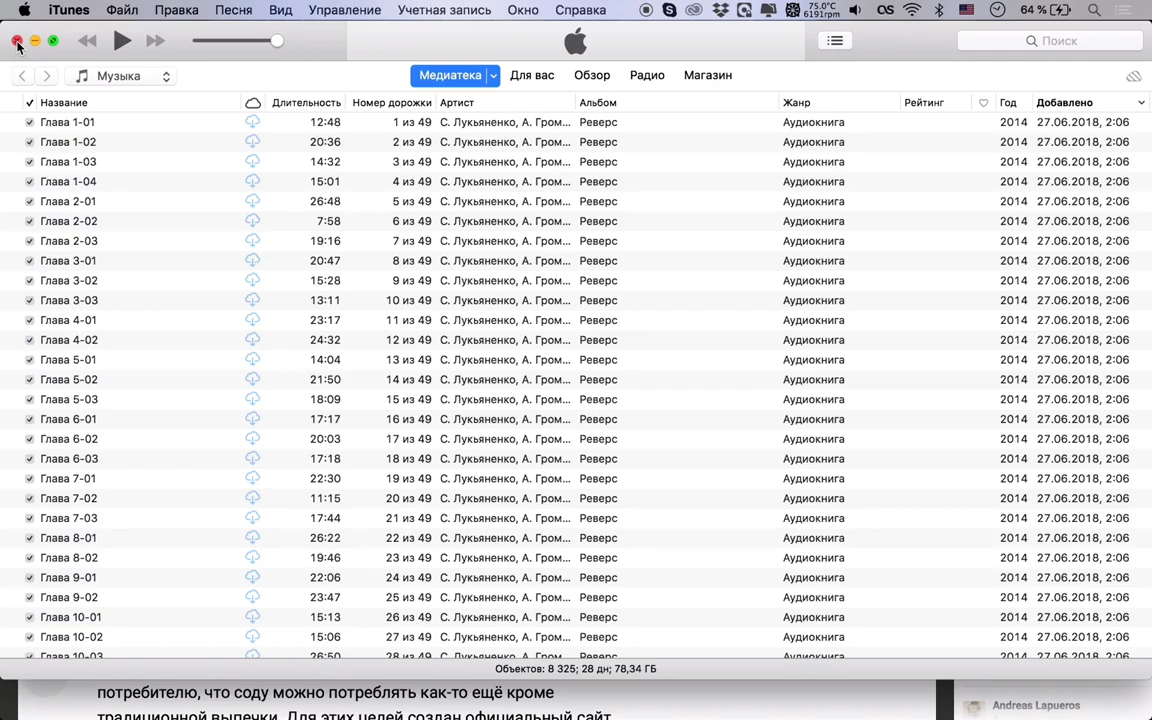 iTunes Файл Правка Песня Вид Управление Учетная запись Окно Справка 75.0°C 6191rpm 64 %
Поиск
Музыка Медиатека Для вас Обзор Радио Магазин
Название Длительность Номер дорожки Артист Альбом Жанр Рейтинг Год Добавлено
Глава 1-01 12:48 1 из 49 С. Лукьяненко, А. Гром... Реверс Аудиокнига 2014 27.06.2018, 2:06
Глава 1-02 20:36 2 из 49 С. Лукьяненко, А. Гром... Реверс Аудиокнига 2014 27.06.2018, 2:06
Глава 1-03 14:32 3 из 49 С. Лукьяненко, А. Гром... Реверс Аудиокнига 2014 27.06.2018, 2:06
Глава 1-04 15:01 4 из 49 С. Лукьяненко, А. Гром... Реверс Аудиокнига 2014 27.06.2018, 2:06
Глава 2-01 26:48 5 из 49 С. Лукьяненко, А. Гром... Реверс Аудиокнига 2014 27.06.2018, 2:06
Глава 2-02 7:58 6 из 49 С. Лукьяненко, А. Гром... Реверс Аудиокнига 2014 27.06.2018, 2:06
Глава 2-03 19:16 7 из 49 С. Лукьяненко, А. Гром... Реверс Аудиокнига 2014 27.06.2018, 2:06
Глава 3-01 20:47 8 из 49 С. Лукьяненко, А. Гром... Реверс Аудиокнига 2014 27.06.2018, 2:06
Глава 3-02 15:28 9 из 49 С. Лукьяненко, А. Гром... Реверс Аудиокнига 2014 27.06.2018, 2:06
Глава 3-03 13:11 10 из 49 С. Лукьяненко, А. Гром... Реверс Аудиокнига 2014 27.06.2018, 2:06
Глава 4-01 23:17 11 из 49 С. Лукьяненко, А. Гром... Реверс Аудиокнига 2014 27.06.2018, 2:06
Глава 4-02 24:32 12 из 49 С. Лукьяненко, А. Гром... Реверс Аудиокнига 2014 27.06.2018, 2:06
Глава 5-01 14:04 13 из 49 С. Лукьяненко, А. Гром... Реверс Аудиокнига 2014 27.06.2018, 2:06
Глава 5-02 21:50 14 из 49 С. Лукьяненко, А. Гром... Реверс Аудиокнига 2014 27.06.2018, 2:06
Глава 5-03 18:09 15 из 49 С. Лукьяненко, А. Гром... Реверс Аудиокнига 2014 27.06.2018, 2:06
Глава 6-01 17:17 16 из 49 С. Лукьяненко, А. Гром... Реверс Аудиокнига 2014 27.06.2018, 2:06
Глава 6-02 20:03 17 из 49 С. Лукьяненко, А. Гром... Реверс Аудиокнига 2014 27.06.2018, 2:06
Глава 6-03 17:18 18 из 49 С. Лукьяненко, А. Гром... Реверс Аудиокнига 2014 27.06.2018, 2:06
Глава 7-01 22:30 19 из 49 С. Лукьяненко, А. Гром... Реверс Аудиокнига 2014 27.06.2018, 2:06
Глава 7-02 11:15 20 из 49 С. Лукьяненко, А. Гром... Реверс Аудиокнига 2014 27.06.2018, 2:06
Глава 7-03 17:44 21 из 49 С. Лукьяненко, А. Гром... Реверс Аудиокнига 2014 27.06.2018, 2:06
Глава 8-01 26:22 22 из 49 С. Лукьяненко, А. Гром... Реверс Аудиокнига 2014 27.06.2018, 2:06
Глава 8-02 19:46 23 из 49 С. Лукьяненко, А. Гром... Реверс Аудиокнига 2014 27.06.2018, 2:06
Глава 9-01 22:06 24 из 49 С. Лукьяненко, А. Гром... Реверс Аудиокнига 2014 27.06.2018, 2:06
Глава 9-02 23:47 25 из 49 С. Лукьяненко, А. Гром... Реверс Аудиокнига 2014 27.06.2018, 2:06
Глава 10-01 15:13 26 из 49 С. Лукьяненко, А. Гром... Реверс Аудиокнига 2014 27.06.2018, 2:06
Глава 10-02 15:06 27 из 49 С. Лукьяненко, А. Гром... Реверс Аудиокнига 2014 27.06.2018, 2:06
Глава 10-03 26:50 28 из 49 С. Лукьяненко, А. Гром... Реверс Аудиокнига 2014 27.06.2018, 2:06
Объектов: 8 325; 28 дн; 78,34 ГБ
потребителю, что соду можно потреблять как-то ещё кроме
Andreas Lapueros
традиционной выпечки. Для этих целей создан официальный сайт